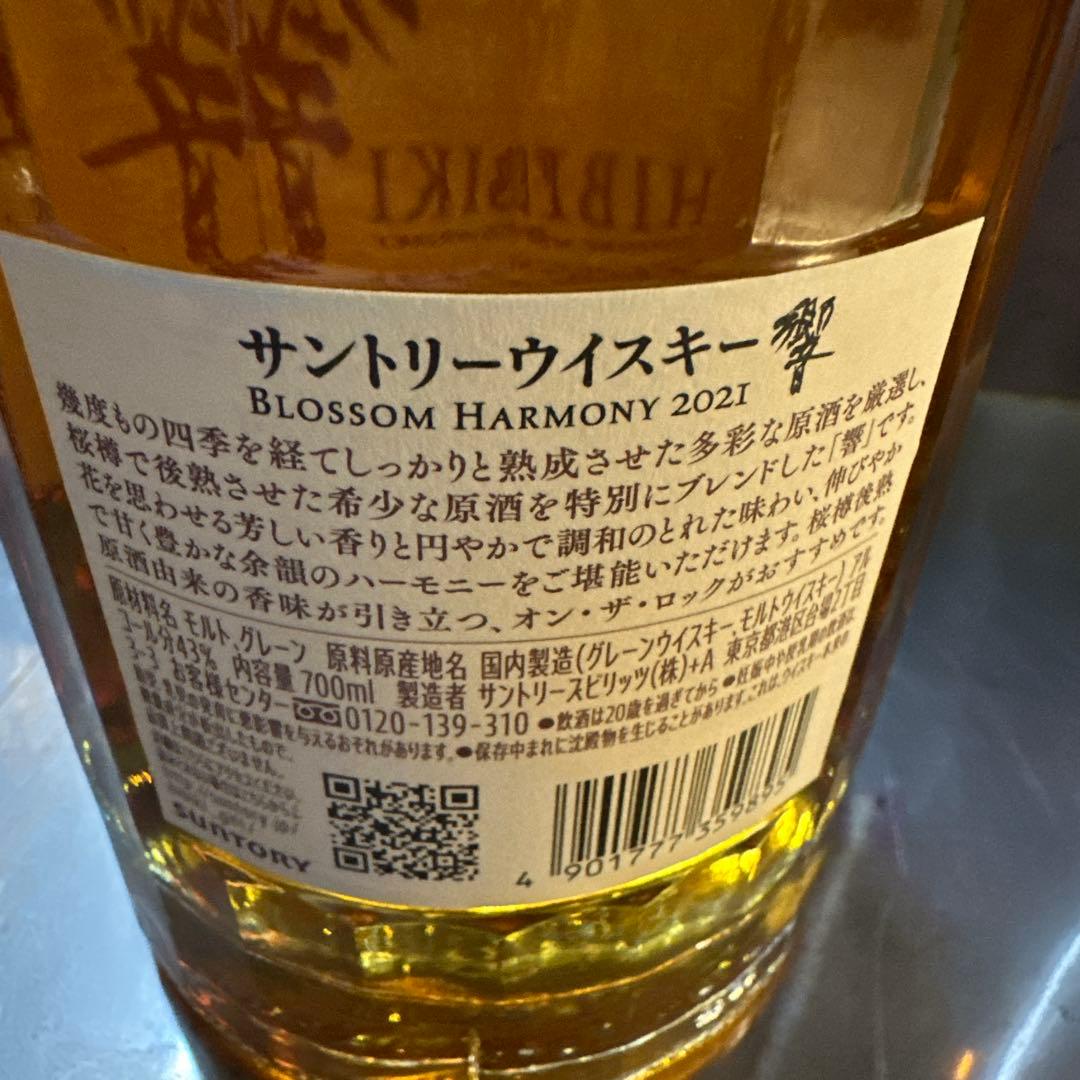 HIBIKI
サントリーウイスキー 響
BLOSSOM HARMONY 2021
幾度もの四季を経てしっかりと熟成させた多彩な原酒を厳選し、
桜樽で後熟させた希少な原酒を特別にブレンドした「響」です。
花を思わせる芳しい香りと円やかで調和のとれた味わい、伸びやか
で甘く豊かな余韻のハーモニーをご堪能いただけます。桜樽後熟
原酒由来の香味が引き立つ、オン・ザ・ロックがおすすめです。
原材料名 モルト、グレーン 原料原産地名 国内製造(グレーンウイスキー、モルトウイスキー) アル
コール分43% 内容量700ml 製造者 サントリースピリッツ(株)+A 東京都港区台場2丁目
3-3 お客様センター 0120-139-310 ●飲酒は20歳を過ぎてから ●妊娠中や授乳期の飲酒は、
胎児・乳児の発育に悪影響を与えるおそれがあります。●保存中まれに沈殿物を生じることがあります。これは、ウイスキー本来の
SUNTORY
4 901777 359895